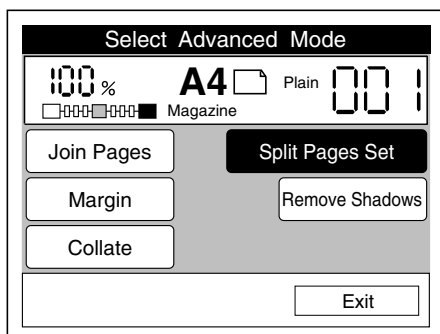 Select Advanced Mode
100 % A4 Plain 001
Magazine
Join Pages Split Pages Set
Margin Remove Shadows
Collate
Exit